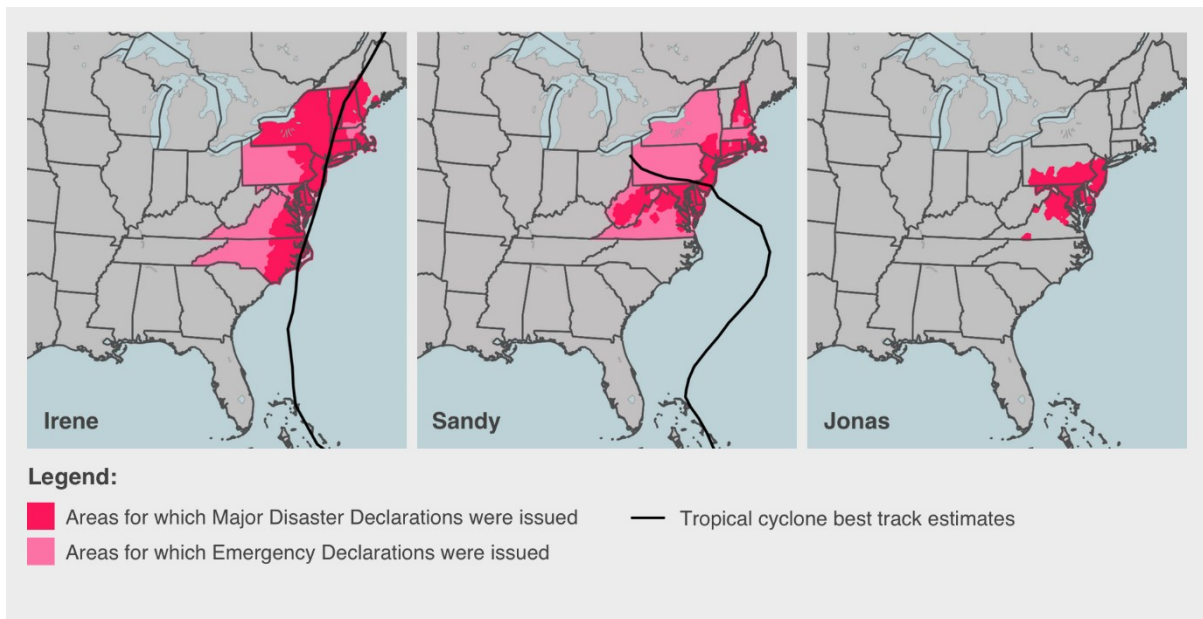 Irene
Sandy
Jonas
Legend:
Areas for which Major Disaster Declarations were issued
Tropical cyclone best track estimates
Areas for which Emergency Declarations were issued